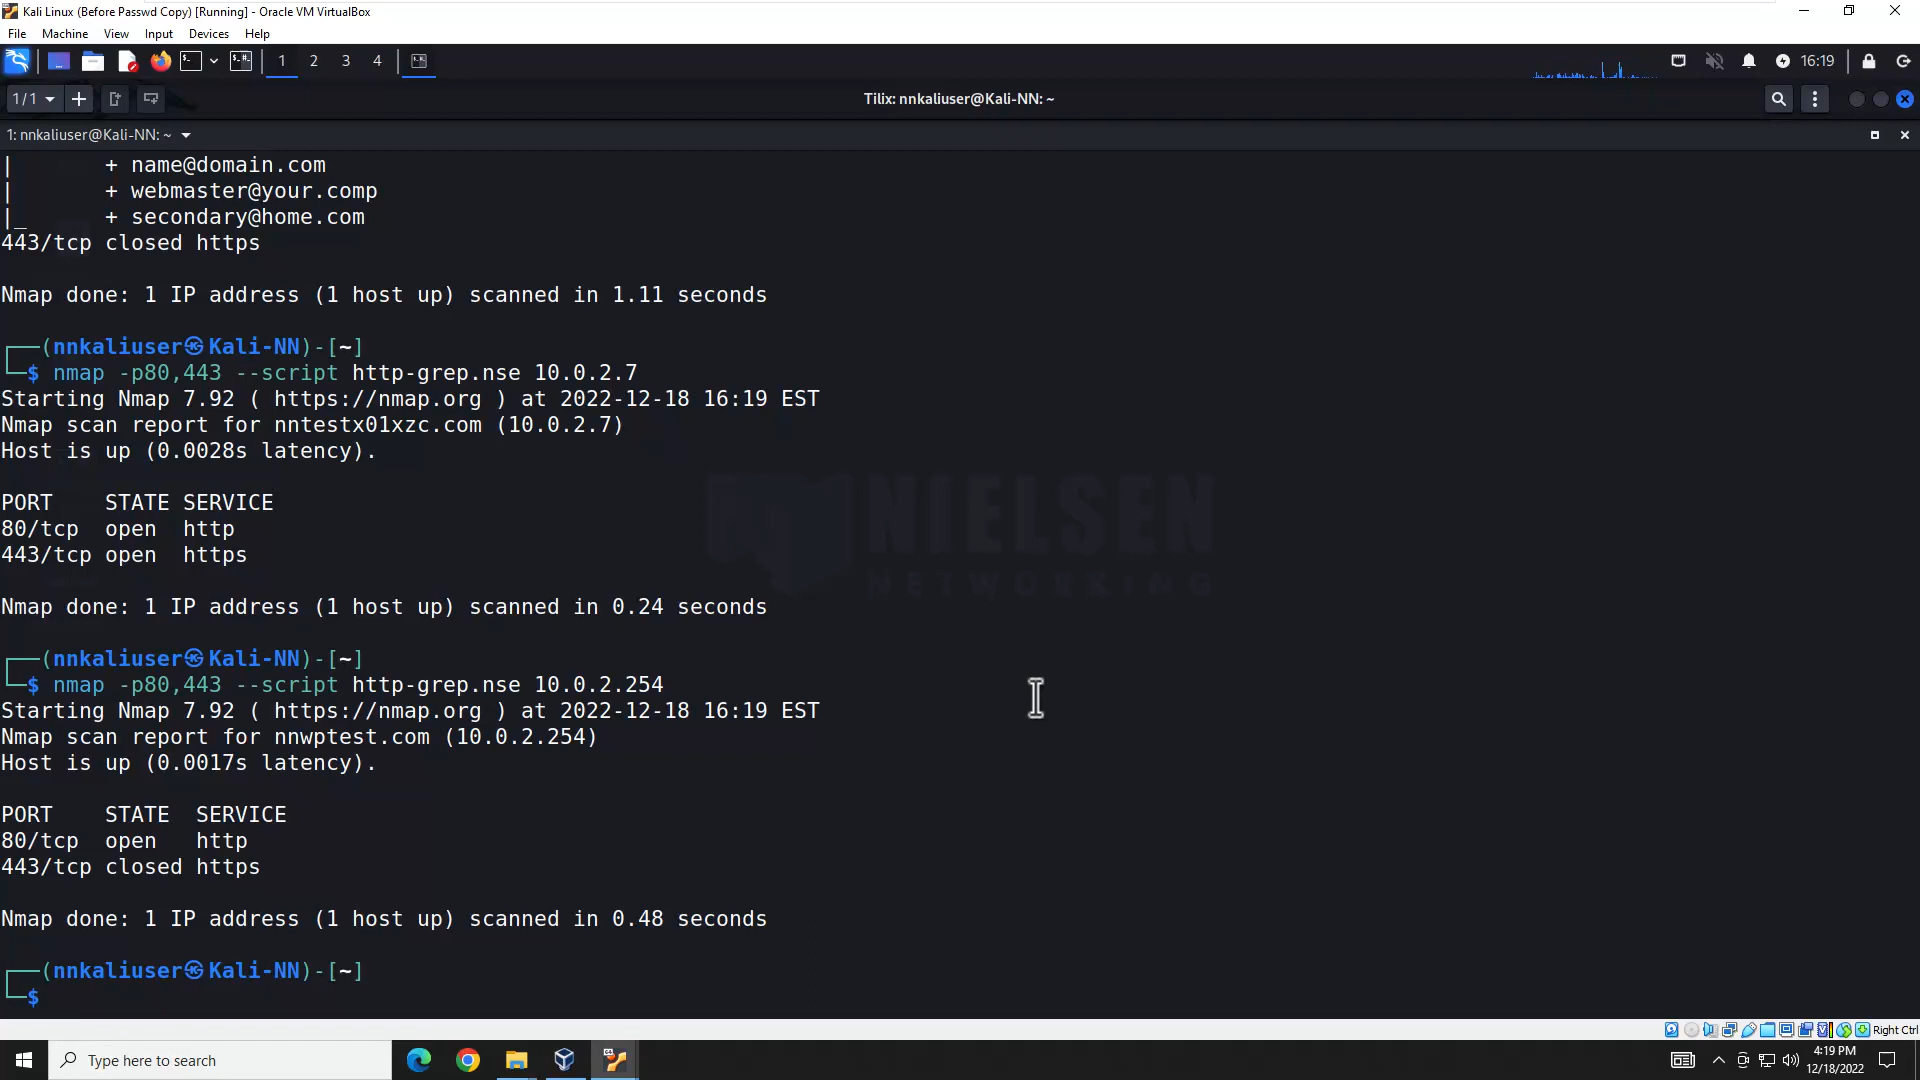 Kali Linux (Before Passwd Copy) [Running] - Oracle VM VirtualBox
File Machine View Input Devices Help
1 2 3 4 16:19
1/1 Tilix: nnkaliuser@Kali-NN: ~
1: nnkaliuser@Kali-NN: ~
| + name@domain.com
| + webmaster@your.comp
|_ + secondary@home.com
443/tcp closed https
Nmap done: 1 IP address (1 host up) scanned in 1.11 seconds
┌──(nnkaliuser㉿Kali-NN)-[~]
└─$ nmap -p80,443 --script http-grep.nse 10.0.2.7
Starting Nmap 7.92 ( https://nmap.org ) at 2022-12-18 16:19 EST
Nmap scan report for nntestx01xzc.com (10.0.2.7)
Host is up (0.0028s latency).
PORT STATE SERVICE
80/tcp open http
443/tcp open https
NIELSEN
NETWORKING
Nmap done: 1 IP address (1 host up) scanned in 0.24 seconds
┌──(nnkaliuser㉿Kali-NN)-[~]
└─$ nmap -p80,443 --script http-grep.nse 10.0.2.254
Starting Nmap 7.92 ( https://nmap.org ) at 2022-12-18 16:19 EST
Nmap scan report for nnwptest.com (10.0.2.254)
Host is up (0.0017s latency).
PORT STATE SERVICE
80/tcp open http
443/tcp closed https
Nmap done: 1 IP address (1 host up) scanned in 0.48 seconds
┌──(nnkaliuser㉿Kali-NN)-[~]
└─$
Right Ctrl
Type here to search
4:19 PM
12/18/2022